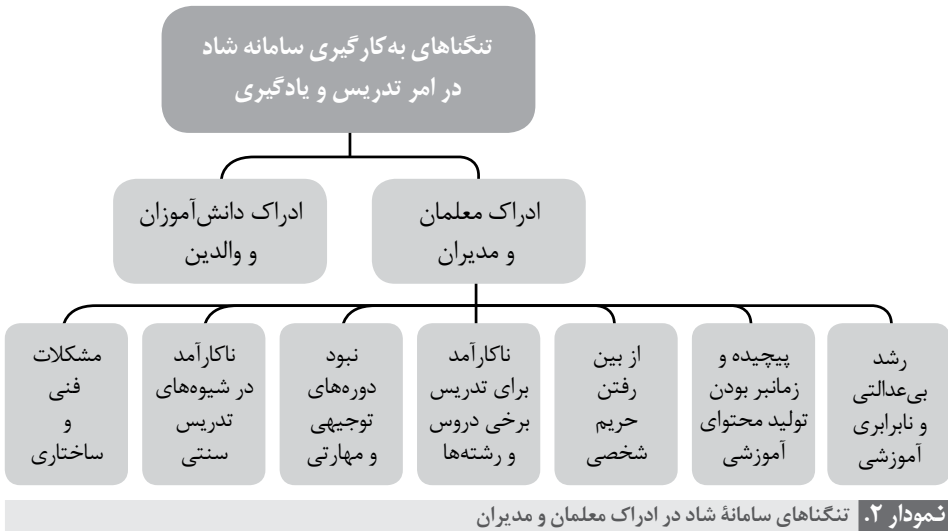 تنگناهای به‌کارگیری سامانه شاد
در امر تدریس و یادگیری
ادراک معلمان
و مدیران
ادراک دانش‌آموزان
و والدین
رشد
بی‌عدالتی
و نابرابری
آموزشی
پیچیده و
زمانبر بودن
تولید محتوای
آموزشی
از بین
رفتن
حریم
شخصی
ناکارآمد
برای تدریس
برخی دروس
و رشته‌ها
نبود
دوره‌های
توجیهی
و مهارتی
ناکارآمد
در شیوه‌های
تدریس
سنتی
مشکلات
فنی
و
ساختاری
نمودار ۲. تنگناهای سامانۀ شاد در ادراک معلمان و مدیران